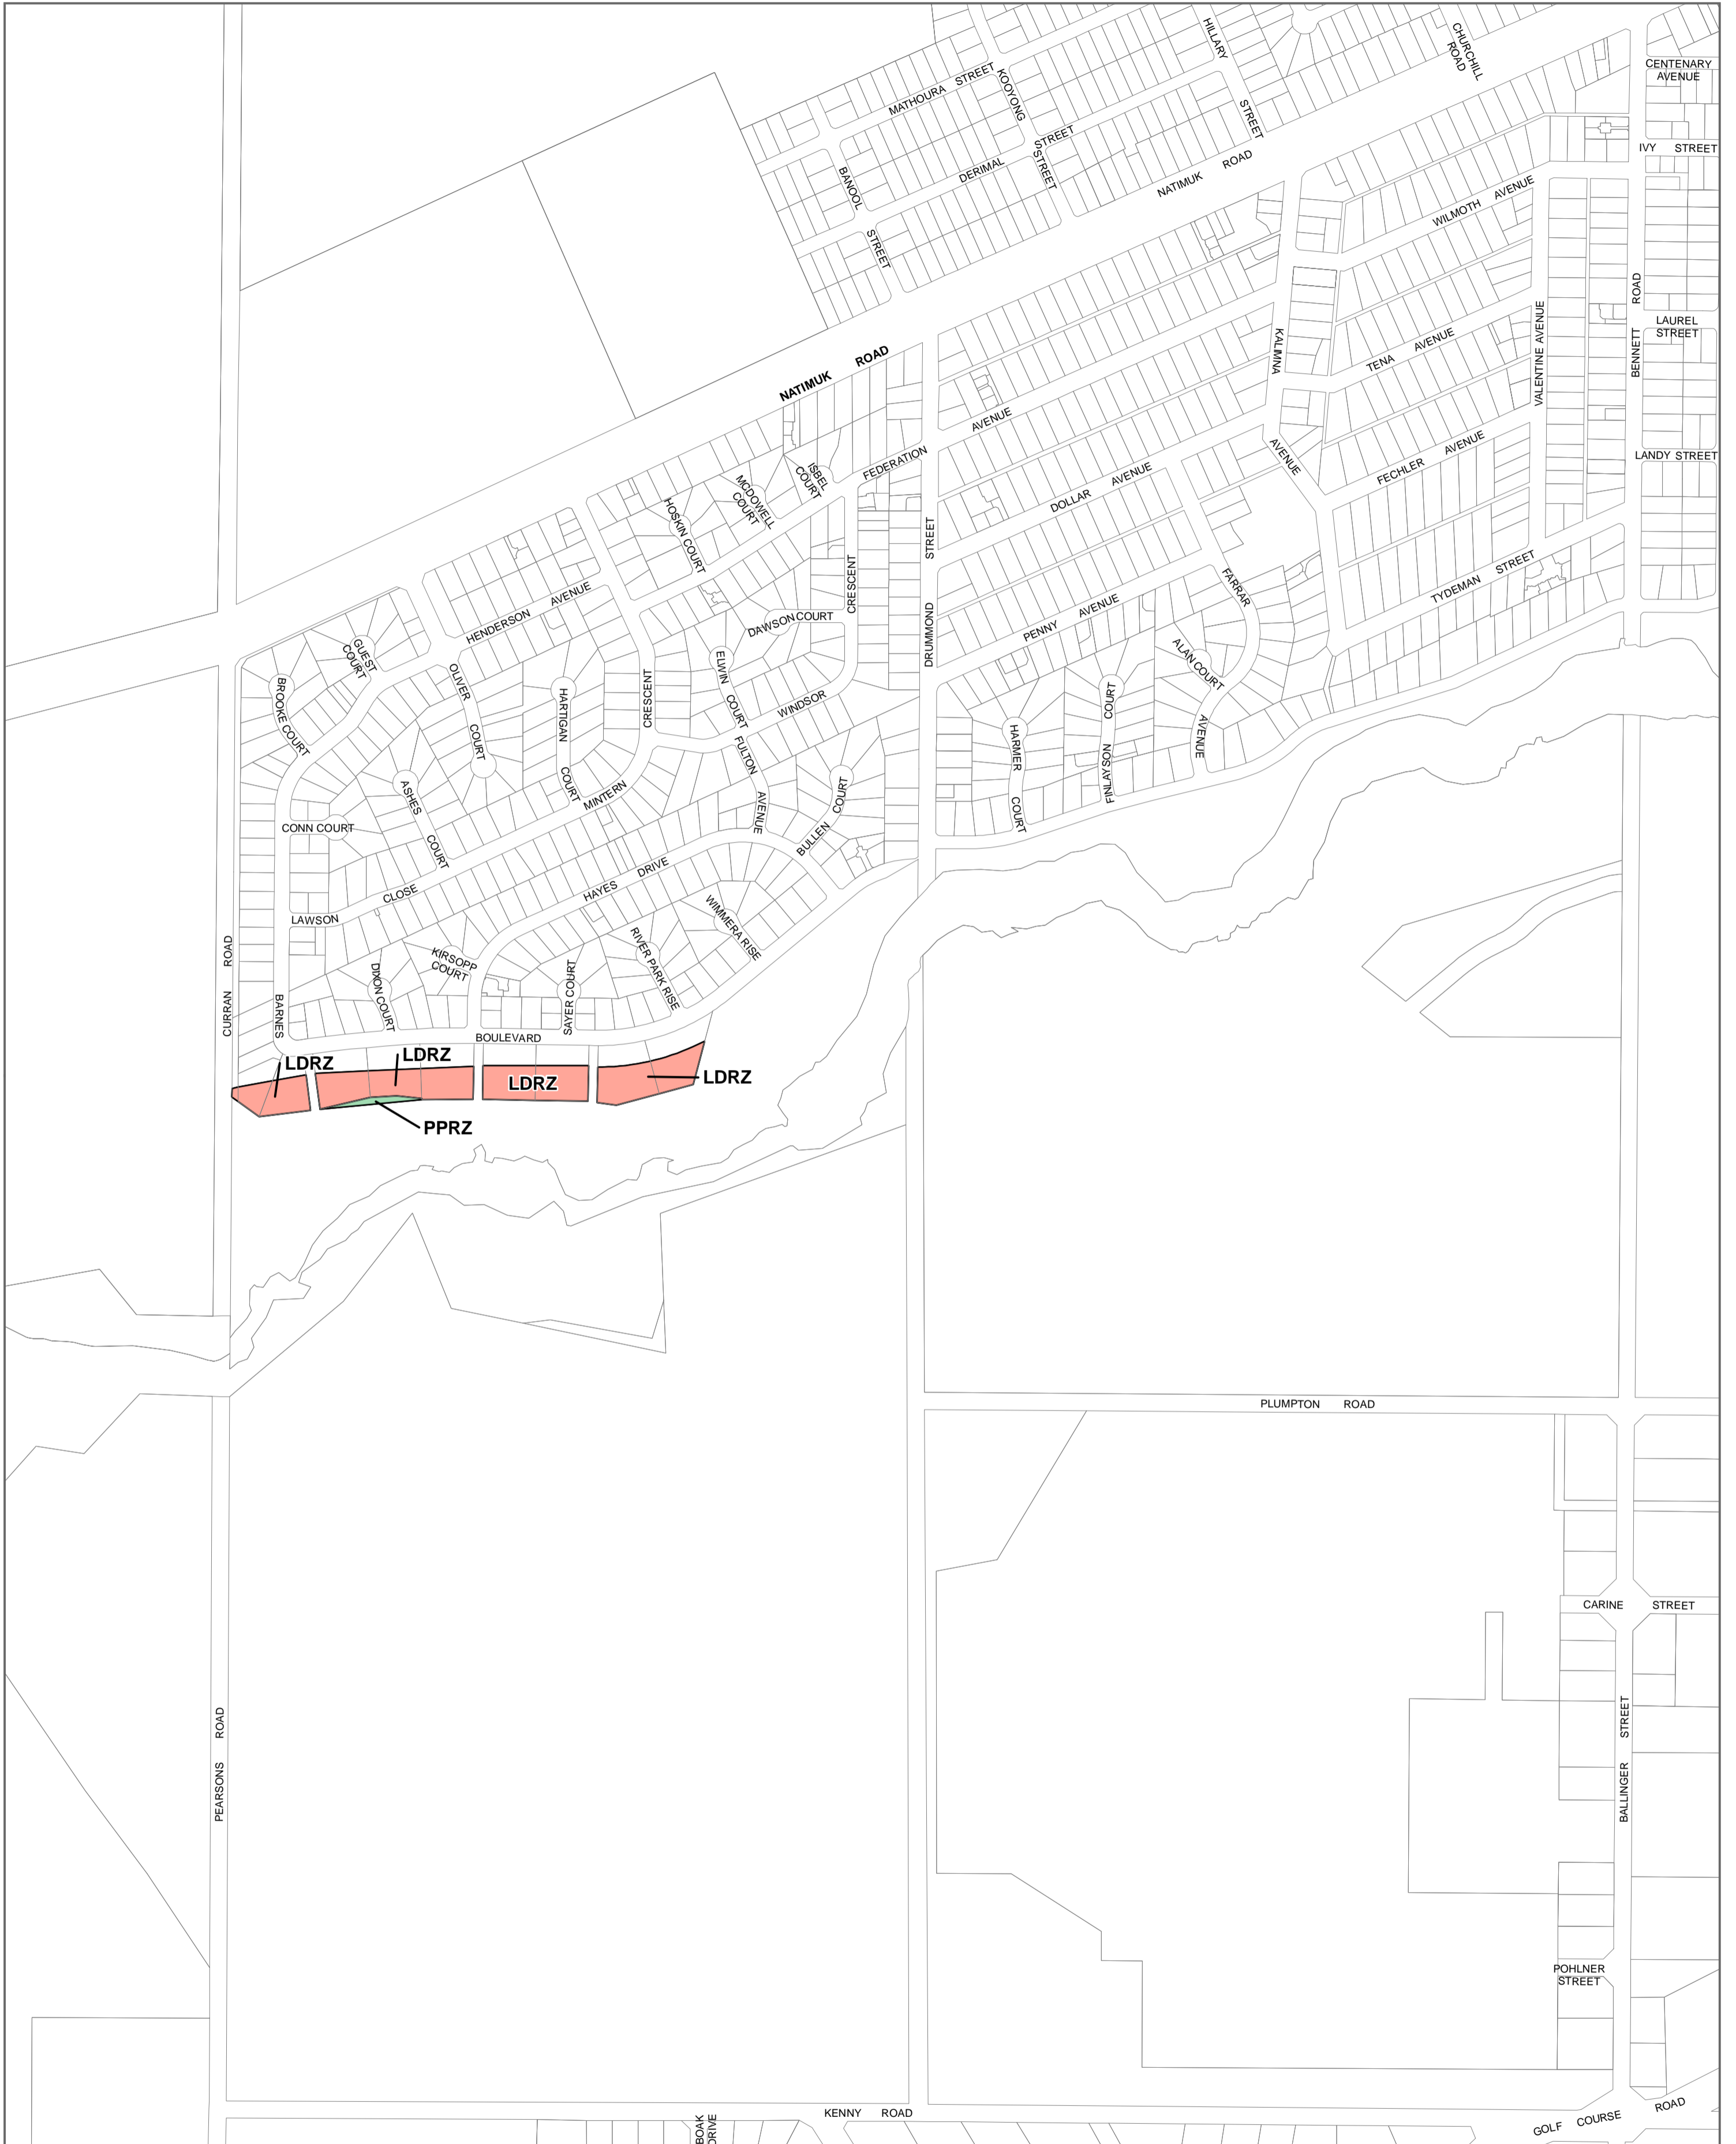 HILLARY
STREET
CHURCHILL
ROAD
CENTENARY
AVENUE
MATHOURA STREET
KOOYONG
STREET
DERIMAL
STREET
IVY STREET
BANOOL
STREET
NATIMUK ROAD
WILMOTH AVENUE
ROAD
BENNETT
LAUREL
STREET
VALENTINE AVENUE
KALIMNA
AVENUE
TENA AVENUE
NATIMUK ROAD
AVENUE
FEDERATION
FECHLER AVENUE
LANDY STREET
DOLLAR AVENUE
ISBEL
COURT
MCDOWELL
COURT
HOSKIN COURT
STREET
DRUMMOND
CRESCENT
TYDEMAN STREET
FARRAR
AVENUE
HENDERSON AVENUE
DAWSON COURT
PENNY AVENUE
GUEST
COURT
ALAN COURT
BROOKE COURT
OLIVER
COURT
HARTIGAN
COURT
CRESCENT
ELWIN
COURT
WINDSOR
HARMER
COURT
COURT
FINLAYSON
FULTON
AVENUE
ASHES
COURT
MINTERN
COURT
BULLEN
CONN COURT
HAYES DRIVE
CLOSE
LAWSON
WIMMERA RISE
RIVER PARK RISE
KIRSOPP
COURT
DIXON COURT
SAYER COURT
ROAD
CURRAN
BARNES
BOULEVARD
LDRZ
LDRZ
LDRZ
LDRZ
PPRZ
PLUMPTON ROAD
CARINE STREET
ROAD
PEARSONS
STREET
BALLINGER
POHLNER
STREET
KENNY ROAD
BOAK
DRIVE
GOLF COURSE ROAD